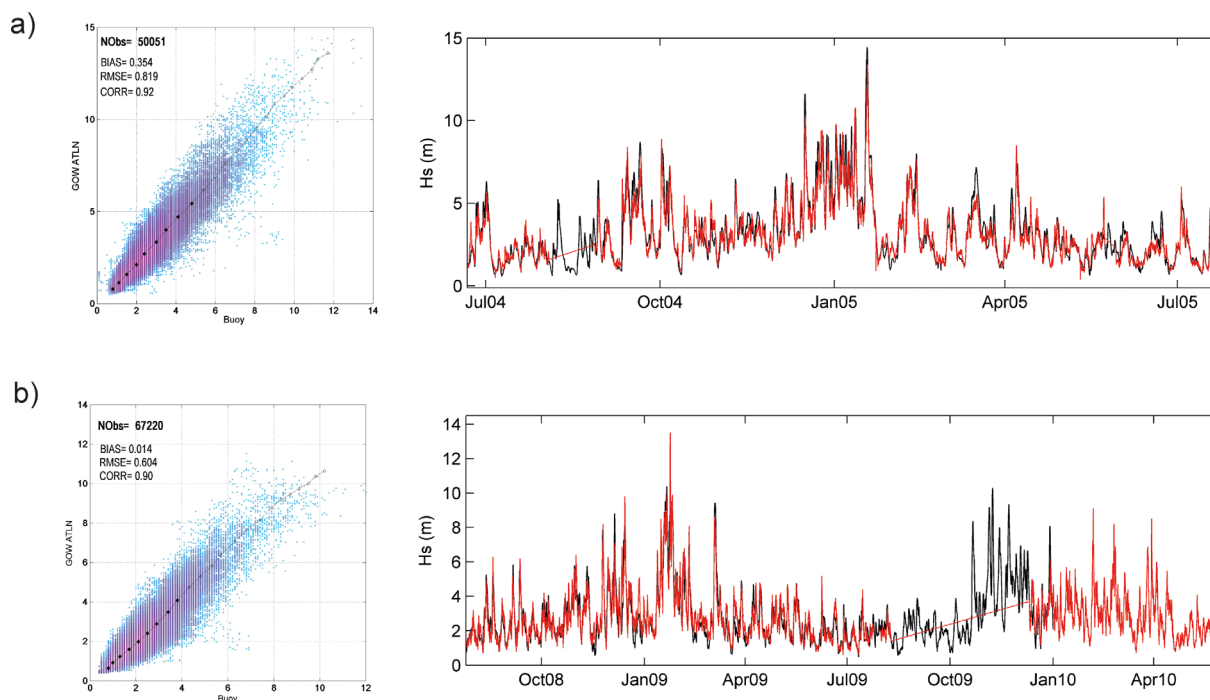 a)
15
10
5
0
NObs= 50051
BIAS= 0.354
RMSE= 0.819
CORR= 0.92
GOW ATLN
0 2 4 6 8 10 12 14
Buoy
15
10
5
0
Hs (m)
Jul04 Oct04 Jan05 Apr05 Jul05
b)
14
12
10
8
6
4
2
0
NObs= 67220
BIAS= 0.014
RMSE= 0.604
CORR= 0.90
GOW ATLN
0 2 4 6 8 10 12
Buoy
14
12
10
8
6
4
2
0
Hs (m)
Oct08 Jan09 Apr09 Jul09 Oct09 Jan10 Apr10